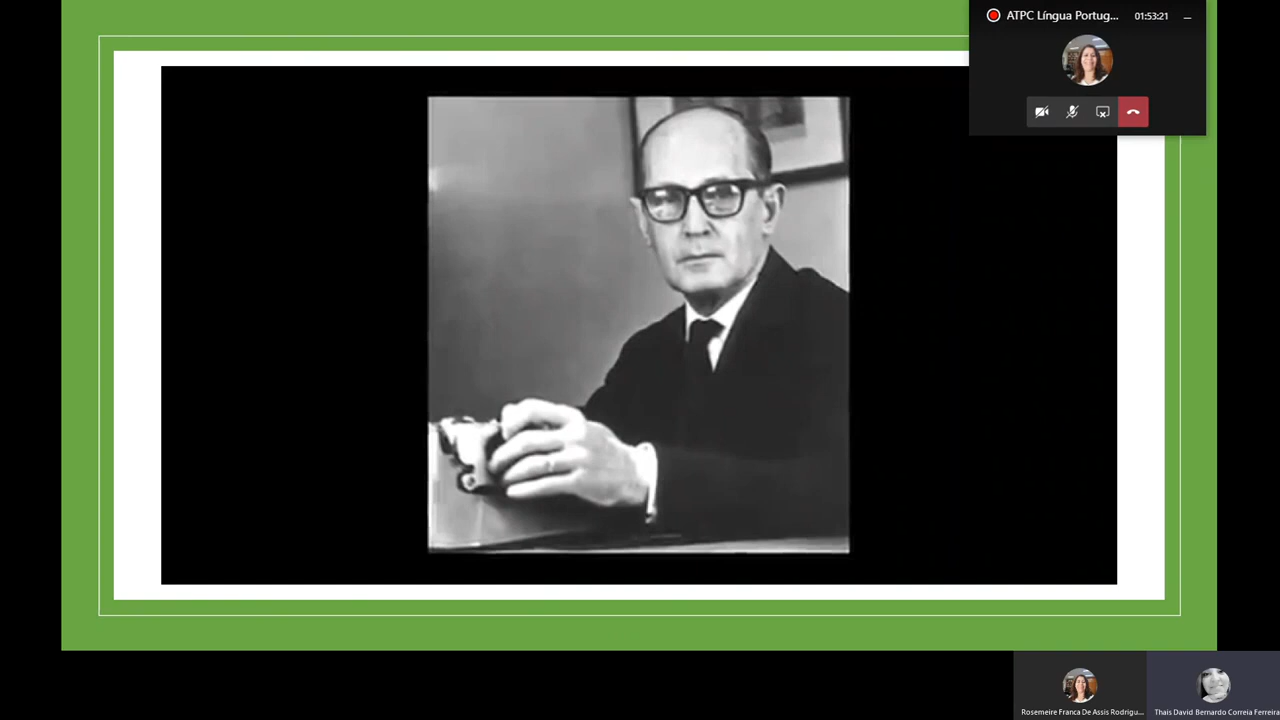 ATPC Língua Portug...
01:53:21
Rosemeire Franca De Assis Rodrigu...
Thais David Bernardo Correia Ferreira